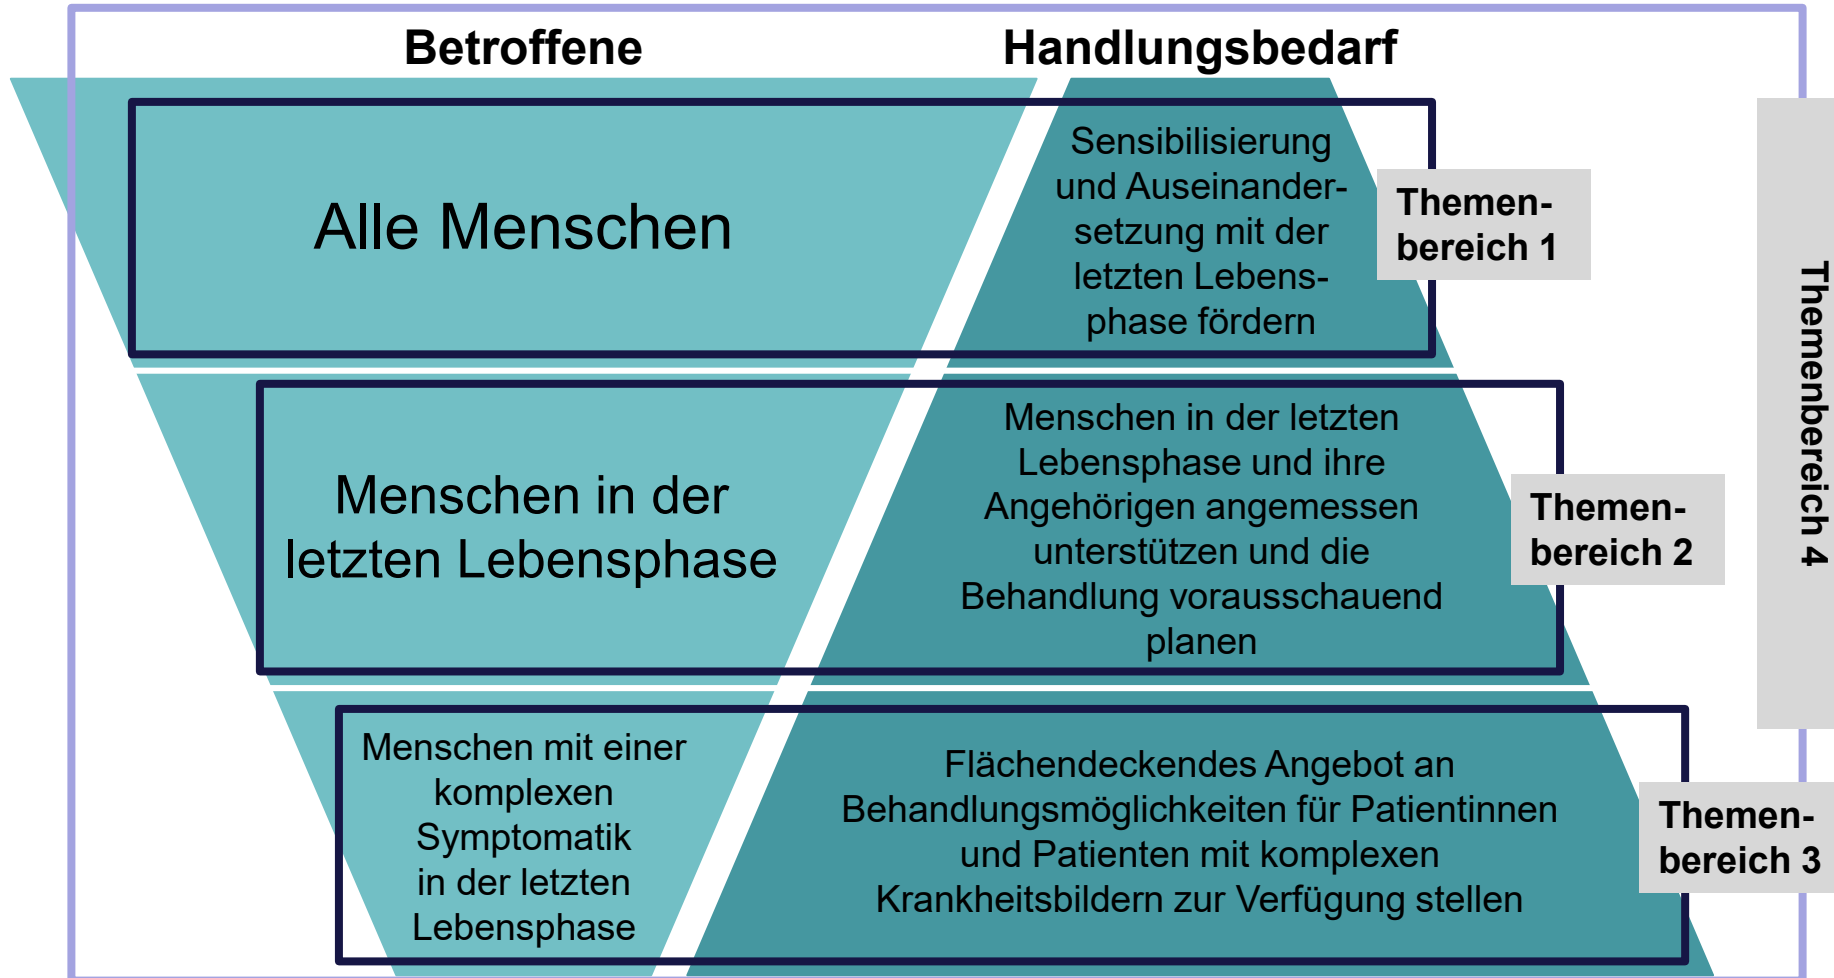 Betroffene
Handlungsbedarf
Alle Menschen
Sensibilisierung
und Auseinander-
setzung mit der
letzten Lebens-
phase fördern
Themen-
bereich 1
Menschen in der
letzten Lebensphase
Menschen in der letzten
Lebensphase und ihre
Angehörigen angemessen
unterstützen und die
Behandlung vorausschauend
planen
Themen-
bereich 2
Menschen mit einer
komplexen
Symptomatik
in der letzten
Lebensphase
Flächendeckendes Angebot an
Behandlungsmöglichkeiten für Patientinnen
und Patienten mit komplexen
Krankheitsbildern zur Verfügung stellen
Themen-
bereich 3
Themenbereich 4